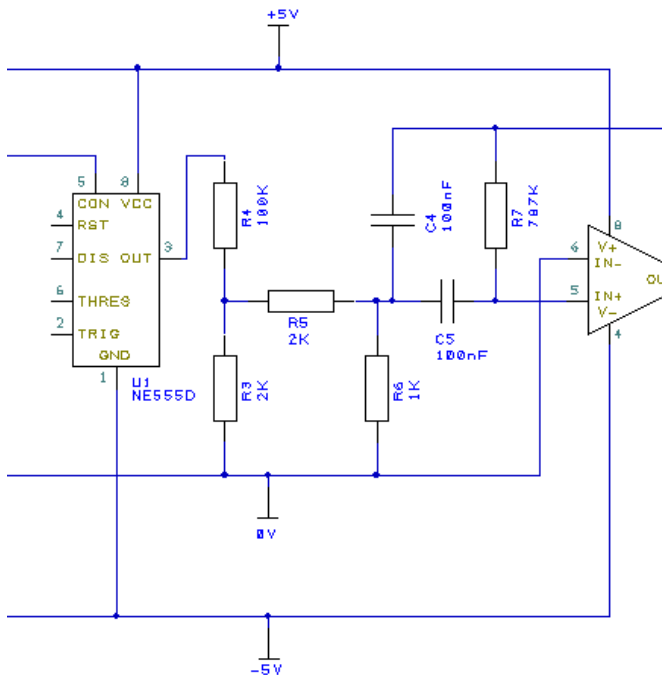 +5V
5
8
CON
VCC
4
RST
7
DIS
OUT
3
6
THRES
2
TRIG
GND
1
U1
NE555D
R4
100K
R5
2K
R3
2K
R6
1K
C4
100nF
R7
787K
C5
100nF
8
V+
6
IN-
5
IN+
V-
4
OU
0V
-5V